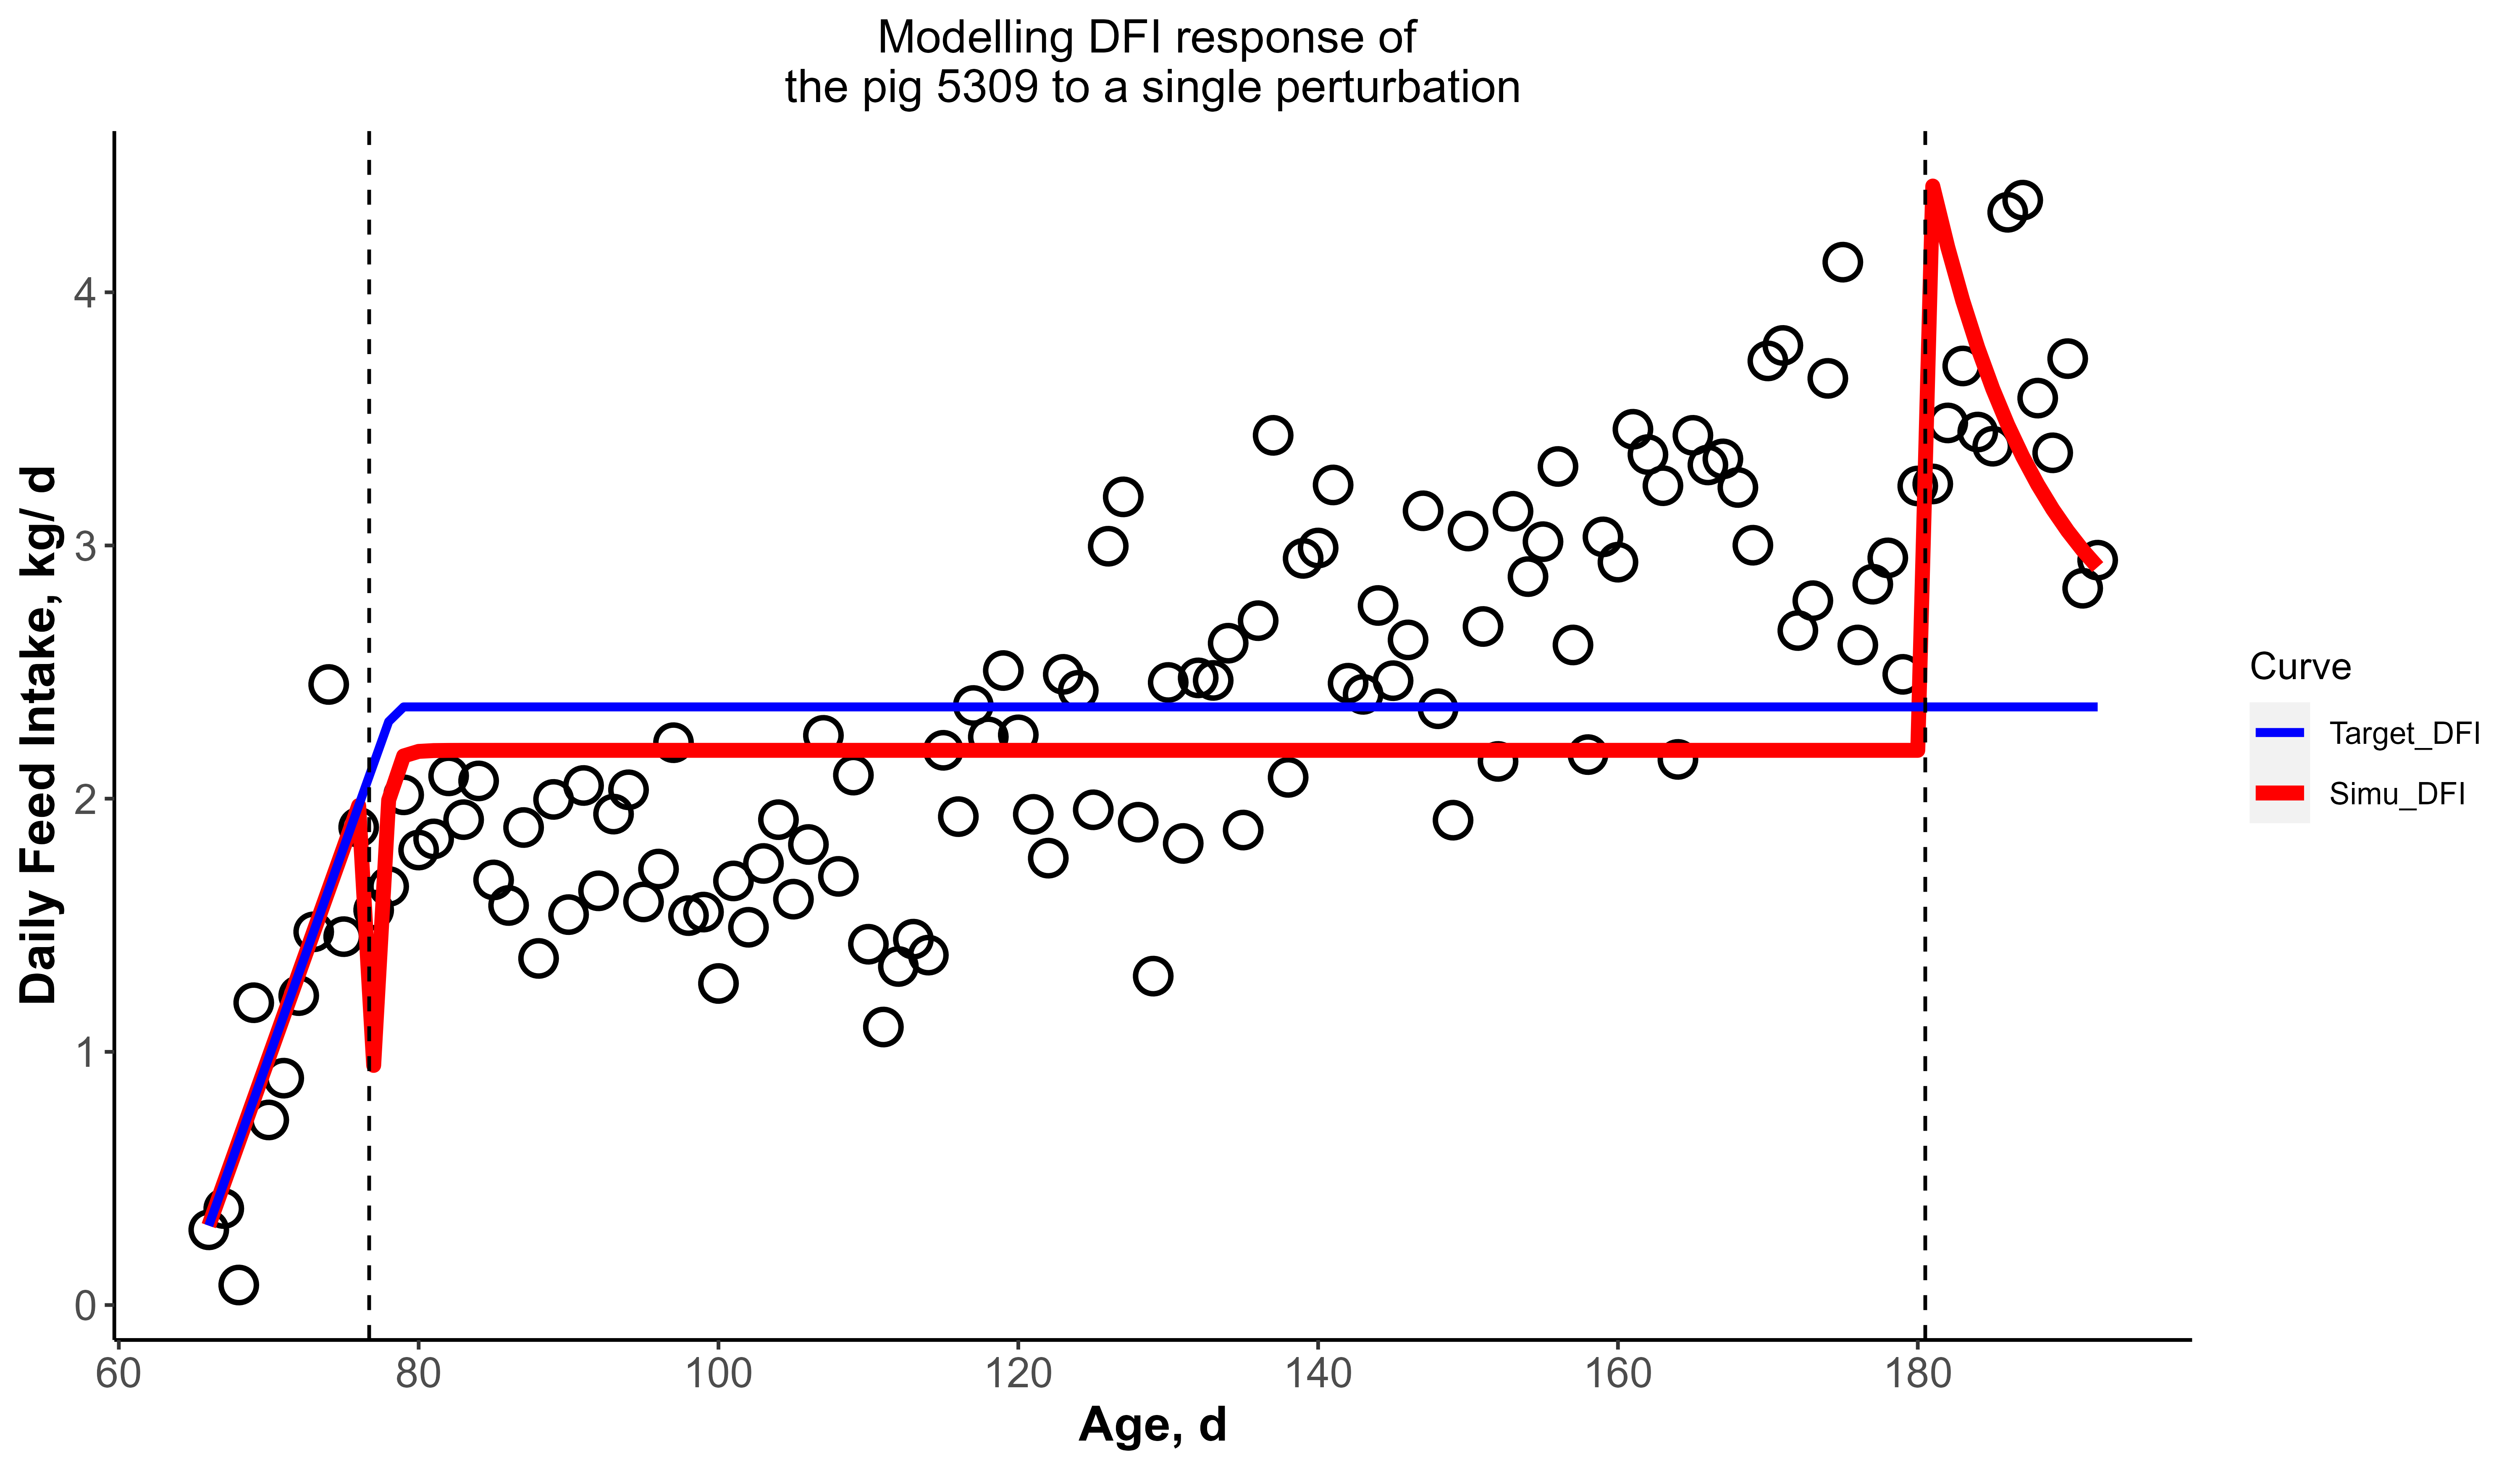 Modelling DFI response of
the pig 5309 to a single perturbation
Daily Feed Intake, kg/ d
4
3
2
1
0
60 80 100 120 140 160 180
Age, d
Curve
Target_DFI
Simu_DFI